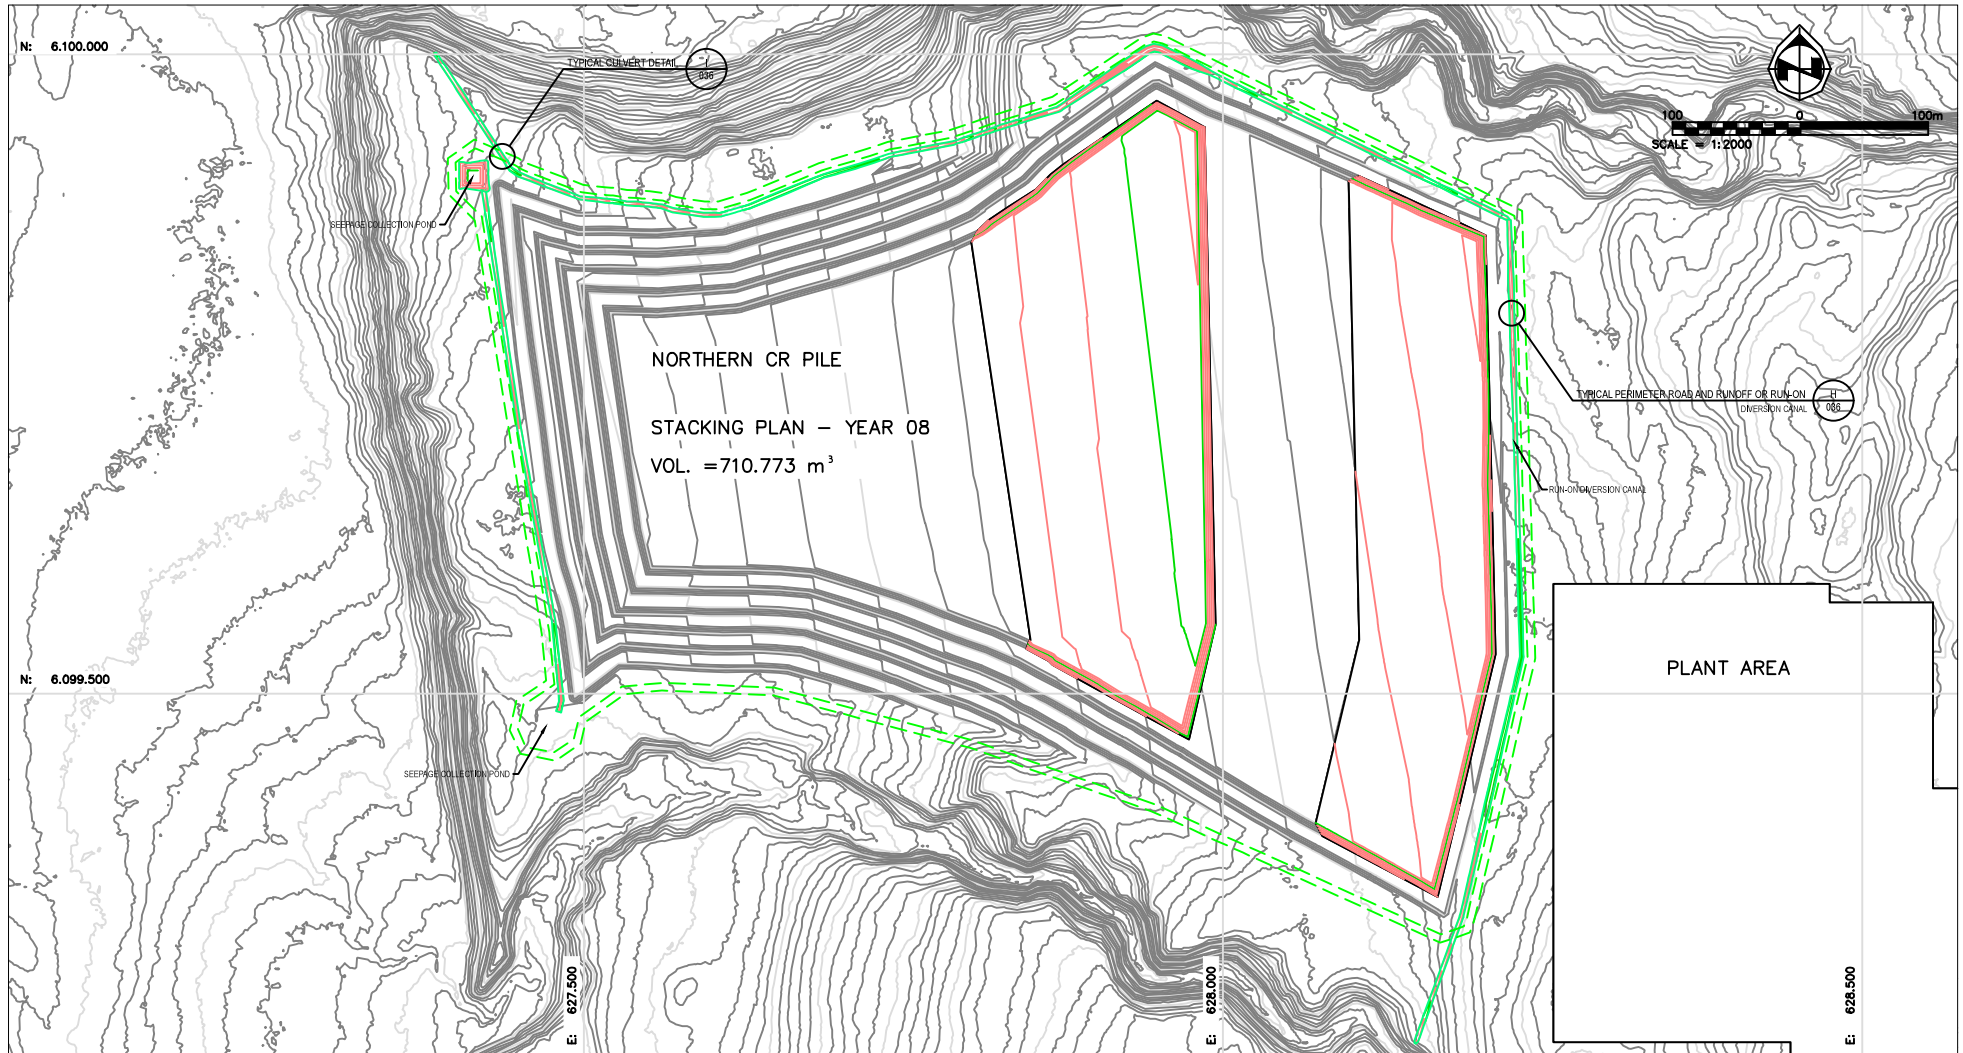 N: 6.100.000
TYPICAL CULVERT DETAIL
I
036
100 0 100m
SCALE = 1:2000
SEEPAGE COLLECTION POND
NORTHERN CR PILE
STACKING PLAN – YEAR 08
VOL. =710.773 m³
TYPICAL PERIMETER ROAD AND RUNOFF OR RUN-ON
DIVERSION CANAL
H
036
RUN-ON DIVERSION CANAL
N: 6.099.500
PLANT AREA
SEEPAGE COLLECTION POND
E: 627.500
E: 628.000
E: 628.500